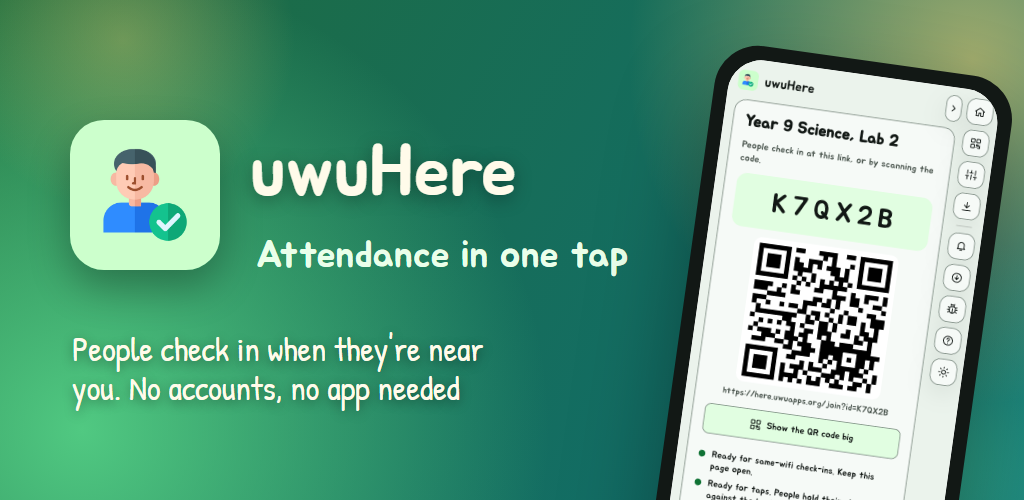 uwuHere
Attendance in one tap
People check in when they're near
you. No accounts, no app needed
uwuHere
Year 9 Science, Lab 2
People check in at this link, or by scanning the
code.
K7QX2B
https://here.uwuapps.org/join?id=K7QX2B
Show the QR code big
Ready for same-wifi check-ins. Keep this
page open.
Ready for taps. People hold their
against the